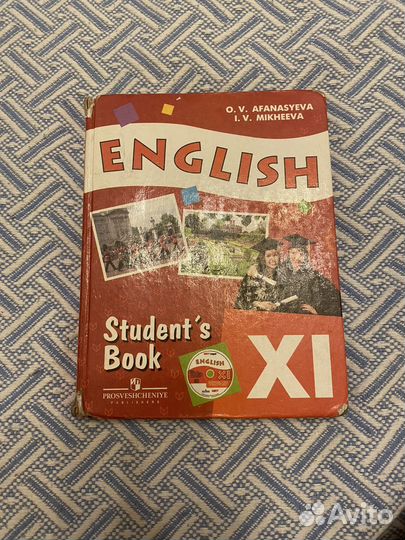 O. V. AFANASYEVA
I. V. MIKHEEVA
ENGLISH
Student's
Book
ENGLISH
XI
XI
PROSVESHCHENIYE
PUBLISHERS
Avito